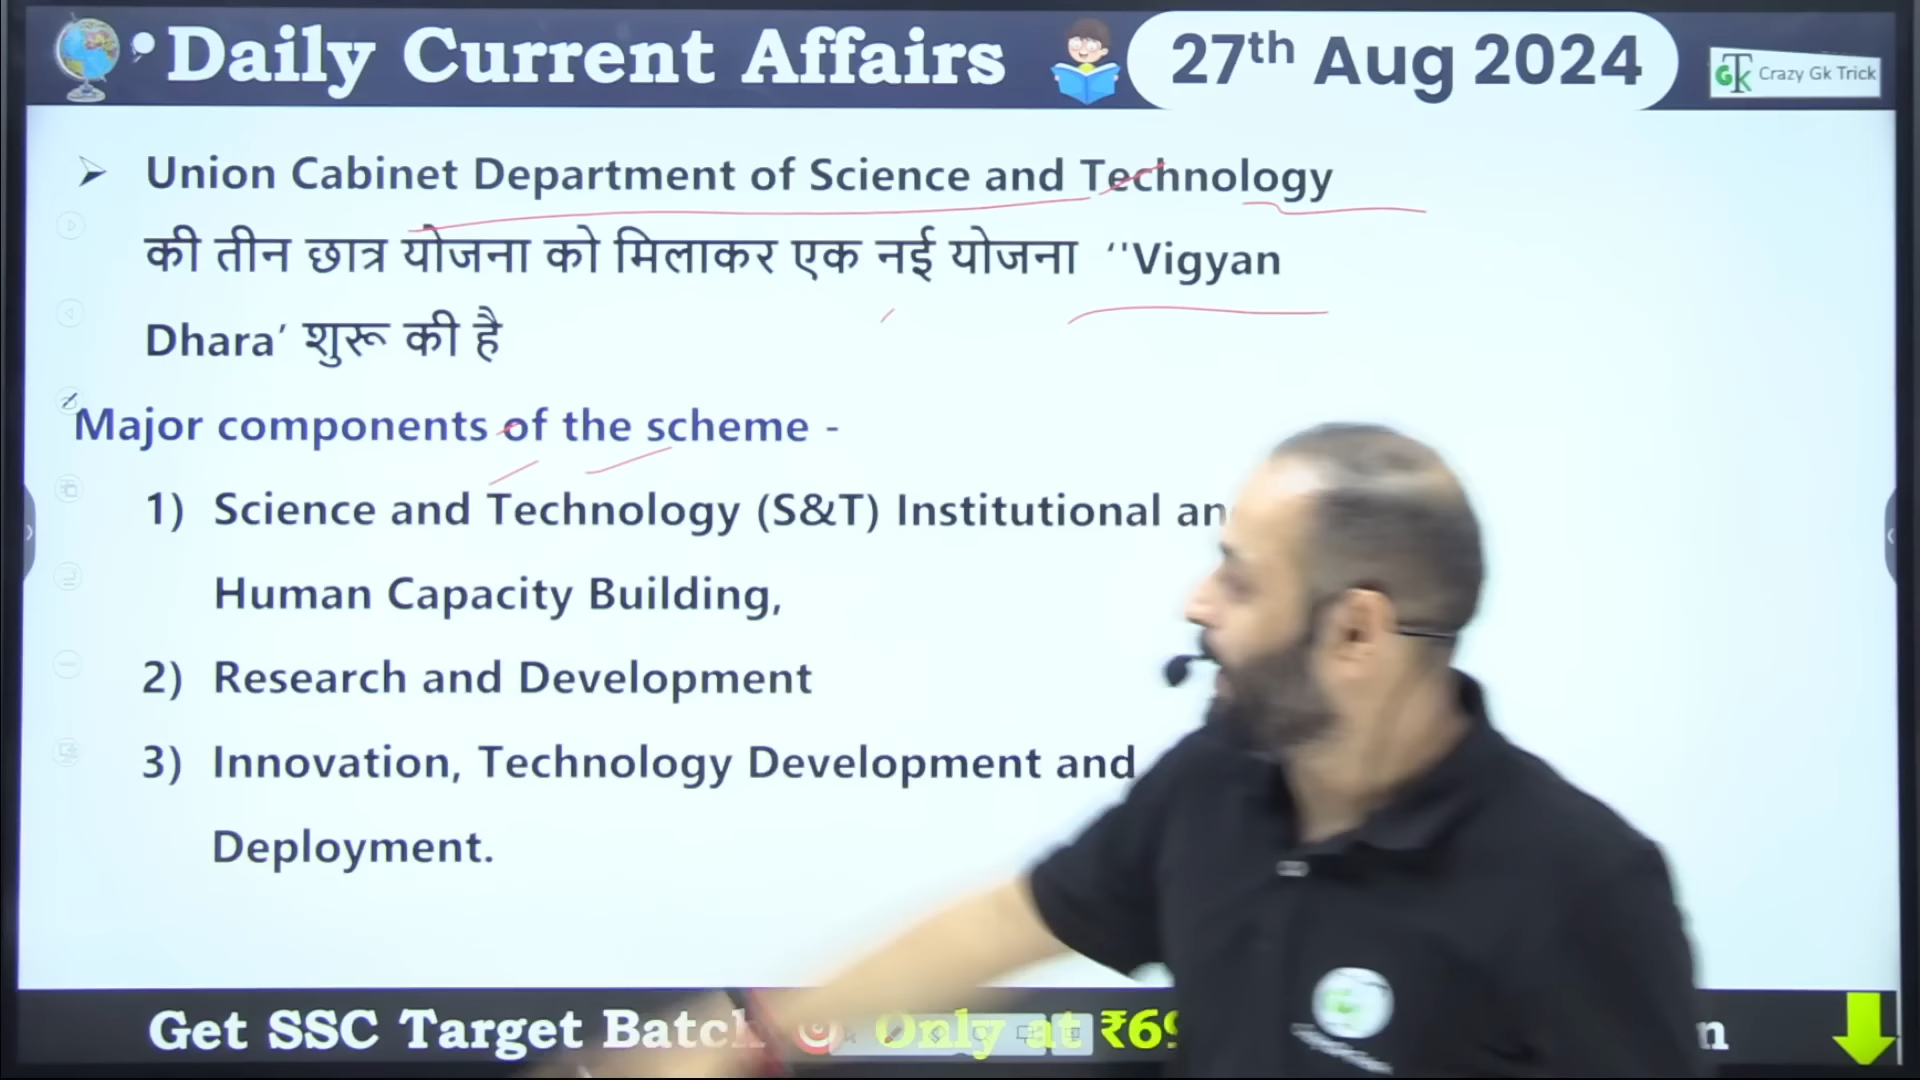 Daily Current Affairs
27th Aug 2024
GTK Crazy Gk Trick
➢ Union Cabinet Department of Science and Technology
की तीन छात्र योजना को मिलाकर एक नई योजना ‘'Vigyan
Dhara’ शुरू की है
Major components of the scheme -
1) Science and Technology (S&T) Institutional
Human Capacity Building,
2) Research and Development
3) Innovation, Technology Development and
Deployment.
Get SSC Target Batch Only at